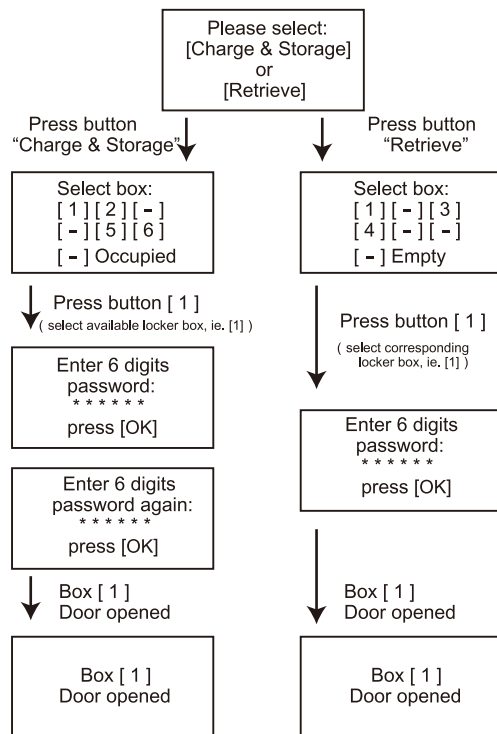 Please select:
[Charge & Storage]
or
[Retrieve]
Press button
“Charge & Storage”
Select box:
[ 1 ] [ 2 ] [ – ]
[ – ] [ 5 ] [ 6 ]
[ – ] Occupied
Press button [ 1 ]
( select available locker box, ie. [1] )
Enter 6 digits
password:
* * * * * *
press [OK]
Enter 6 digits
password again:
* * * * * *
press [OK]
Box [ 1 ]
Door opened
Box [ 1 ]
Door opened
Press button
“Retrieve”
Select box:
[ 1 ] [ – ] [ 3 ]
[ 4 ] [ – ] [ – ]
[ – ] Empty
Press button [ 1 ]
( select corresponding
locker box, ie. [1] )
Enter 6 digits
password:
* * * * * *
press [OK]
Box [ 1 ]
Door opened
Box [ 1 ]
Door opened